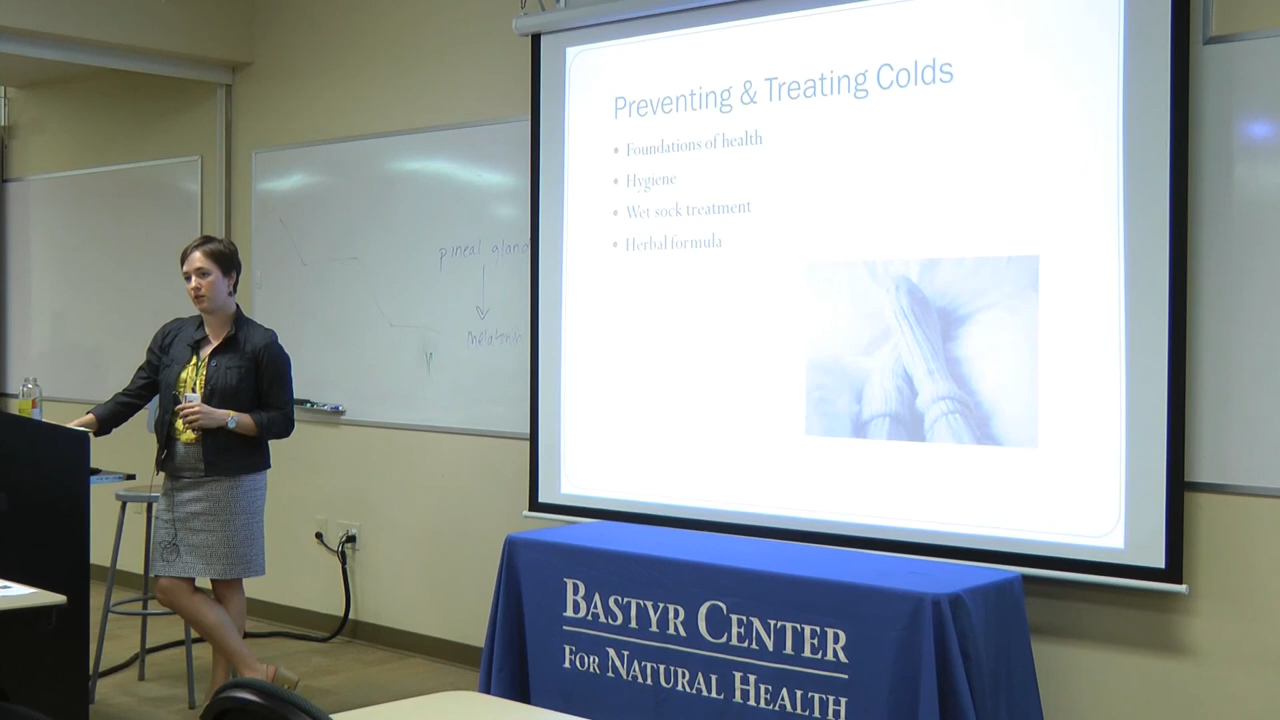 Preventing & Treating Colds
• Foundations of health
• Hygiene
• Wet sock treatment
• Herbal formula
pineal gland
melatonin
BASTYR CENTER
FOR NATURAL HEALTH